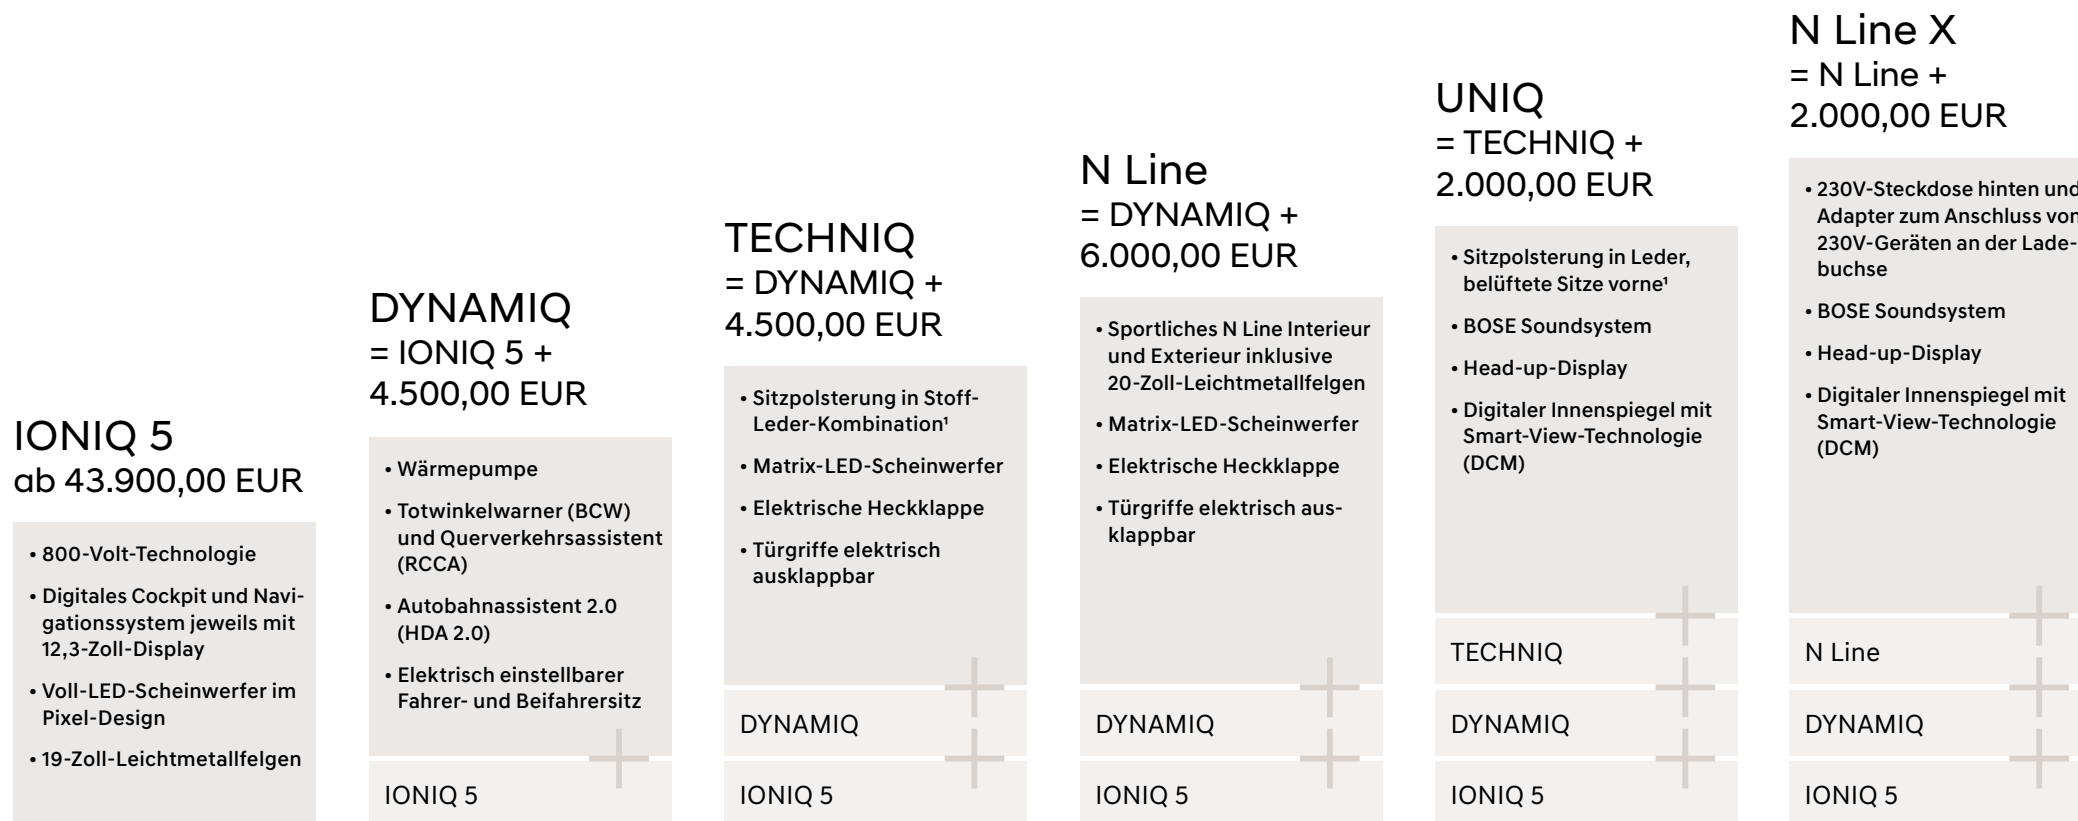 IONIQ 5
ab 43.900,00 EUR
• 800-Volt-Technologie
• Digitales Cockpit und Navi-
gationssystem jeweils mit
12,3-Zoll-Display
• Voll-LED-Scheinwerfer im
Pixel-Design
• 19-Zoll-Leichtmetallfelgen
DYNAMIQ
= IONIQ 5 +
4.500,00 EUR
• Wärmepumpe
• Totwinkelwarner (BCW)
und Querverkehrsassistent
(RCCA)
• Autobahnassistent 2.0
(HDA 2.0)
• Elektrisch einstellbarer
Fahrer- und Beifahrersitz
IONIQ 5
TECHNIQ
= DYNAMIQ +
4.500,00 EUR
• Sitzpolsterung in Stoff-
Leder-Kombination¹
• Matrix-LED-Scheinwerfer
• Elektrische Heckklappe
• Türgriffe elektrisch
ausklappbar
DYNAMIQ
IONIQ 5
N Line
= DYNAMIQ +
6.000,00 EUR
• Sportliches N Line Interieur
und Exterieur inklusive
20-Zoll-Leichtmetallfelgen
• Matrix-LED-Scheinwerfer
• Elektrische Heckklappe
• Türgriffe elektrisch aus-
klappbar
DYNAMIQ
IONIQ 5
UNIQ
= TECHNIQ +
2.000,00 EUR
• Sitzpolsterung in Leder,
belüftete Sitze vorne¹
• BOSE Soundsystem
• Head-up-Display
• Digitaler Innenspiegel mit
Smart-View-Technologie
(DCM)
TECHNIQ
DYNAMIQ
IONIQ 5
N Line X
= N Line +
2.000,00 EUR
• 230V-Steckdose hinten und
Adapter zum Anschluss von
230V-Geräten an der Lade-
buchse
• BOSE Soundsystem
• Head-up-Display
• Digitaler Innenspiegel mit
Smart-View-Technologie
(DCM)
N Line
DYNAMIQ
IONIQ 5